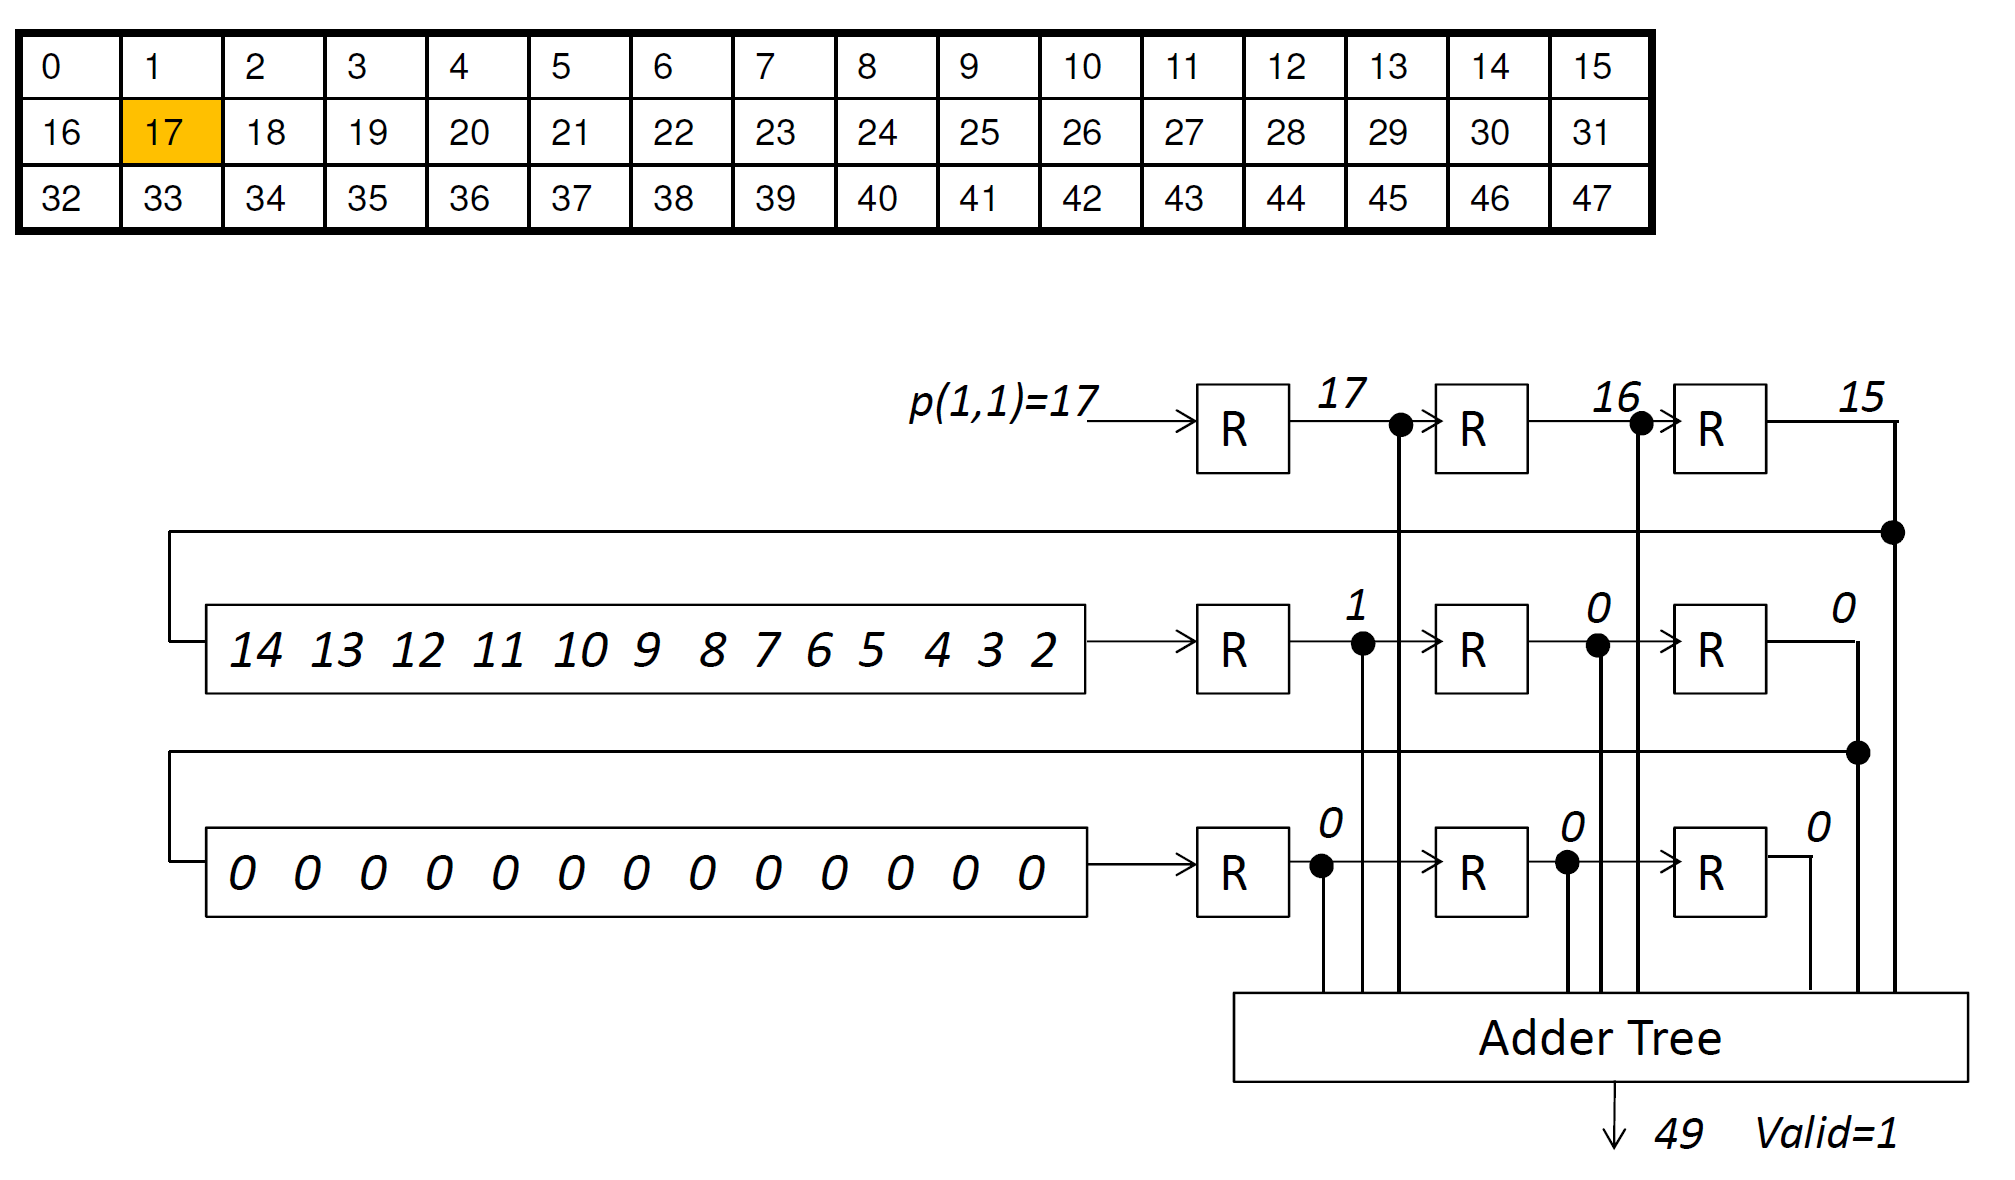 0 1 2 3 4 5 6 7 8 9 10 11 12 13 14 15
16 17 18 19 20 21 22 23 24 25 26 27 28 29 30 31
32 33 34 35 36 37 38 39 40 41 42 43 44 45 46 47
p(1,1)=17 R 17 R 16 R 15
14 13 12 11 10 9 8 7 6 5 4 3 2 R 1 R 0 R 0
0 0 0 0 0 0 0 0 0 0 0 0 0 R 0 R 0 R 0
Adder Tree
49 Valid=1